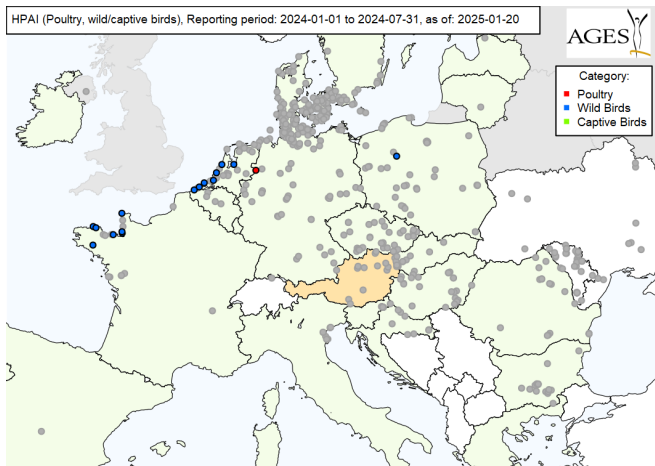 HPAI (Poultry, wild/captive birds), Reporting period: 2024-01-01 to 2024-07-31, as of: 2025-01-20
AGES
Category:
Poultry
Wild Birds
Captive Birds